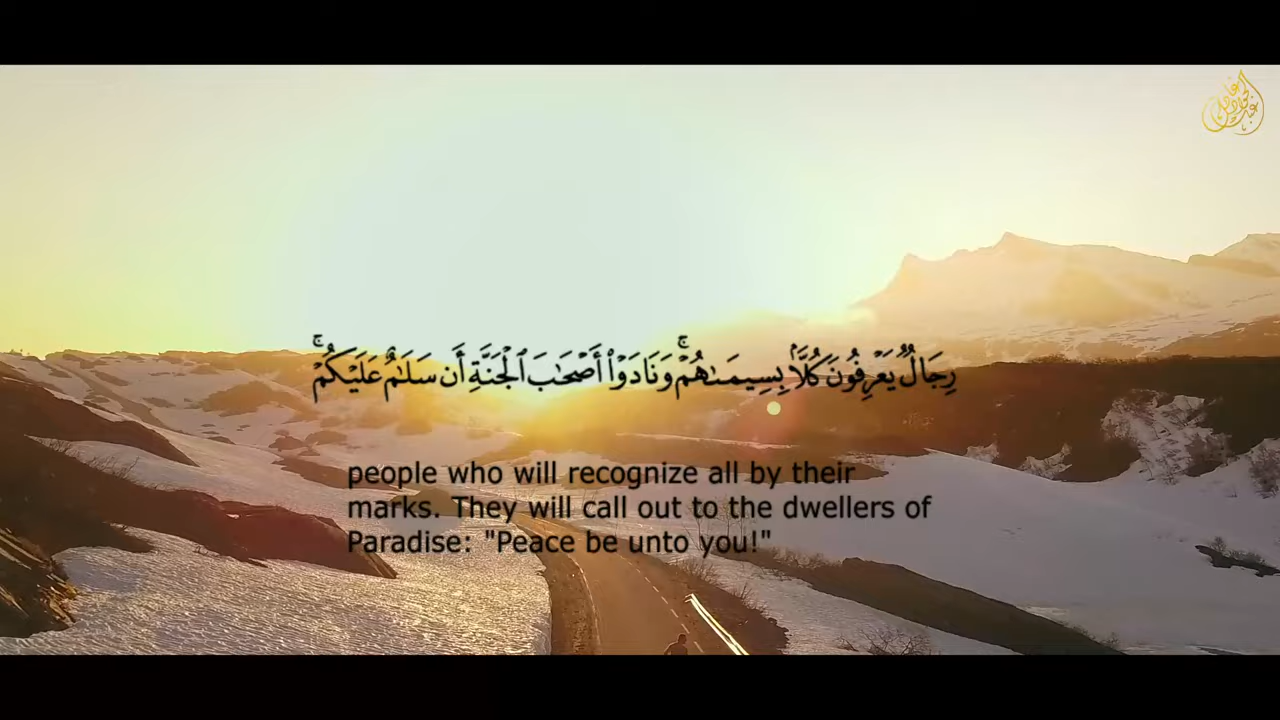 رِجَالٌ يَعْرِفُونَ كُلًّا بِسِيمَىٰهُمْ ۚ وَنَادَوْا۟ أَصْحَٰبَ ٱلْجَنَّةِ أَن سَلَٰمٌ عَلَيْكُمْ ۚ
people who will recognize all by their
marks. They will call out to the dwellers of
Paradise: "Peace be unto you!"